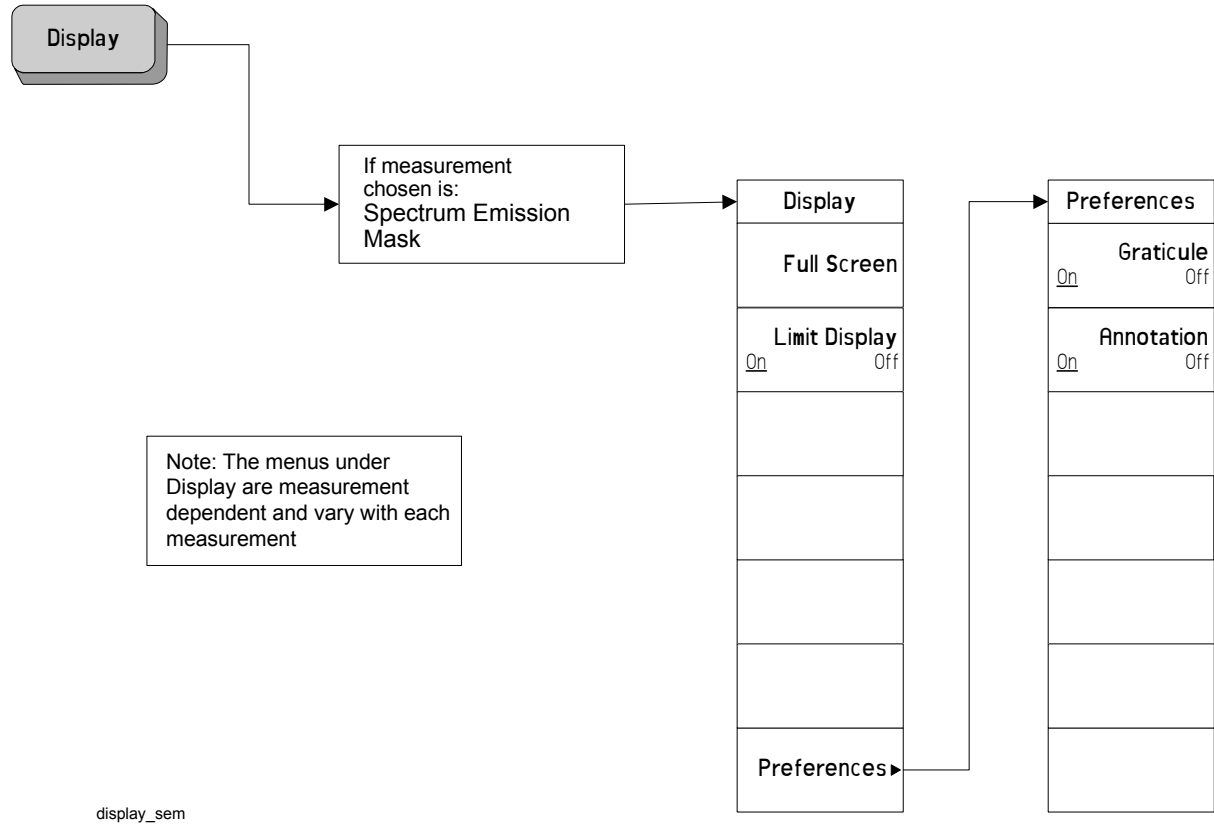 Display
If measurement
chosen is:
Spectrum Emission
Mask
Display
Full Screen
Limit Display
On Off
Preferences
Preferences
Graticule
On Off
Annotation
On Off
Note: The menus under
Display are measurement
dependent and vary with each
measurement
display_sem